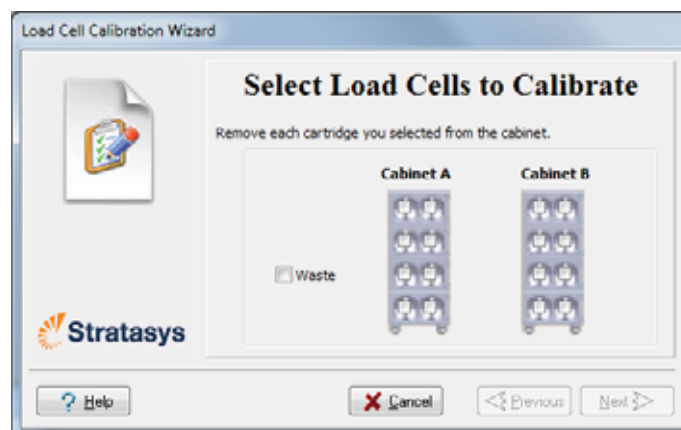 Load Cell Calibration Wizard
Select Load Cells to Calibrate
Remove each cartridge you selected from the cabinet.
Cabinet A
Cabinet B
Waste
Stratasys
? Help
Cancel
Previous
Next